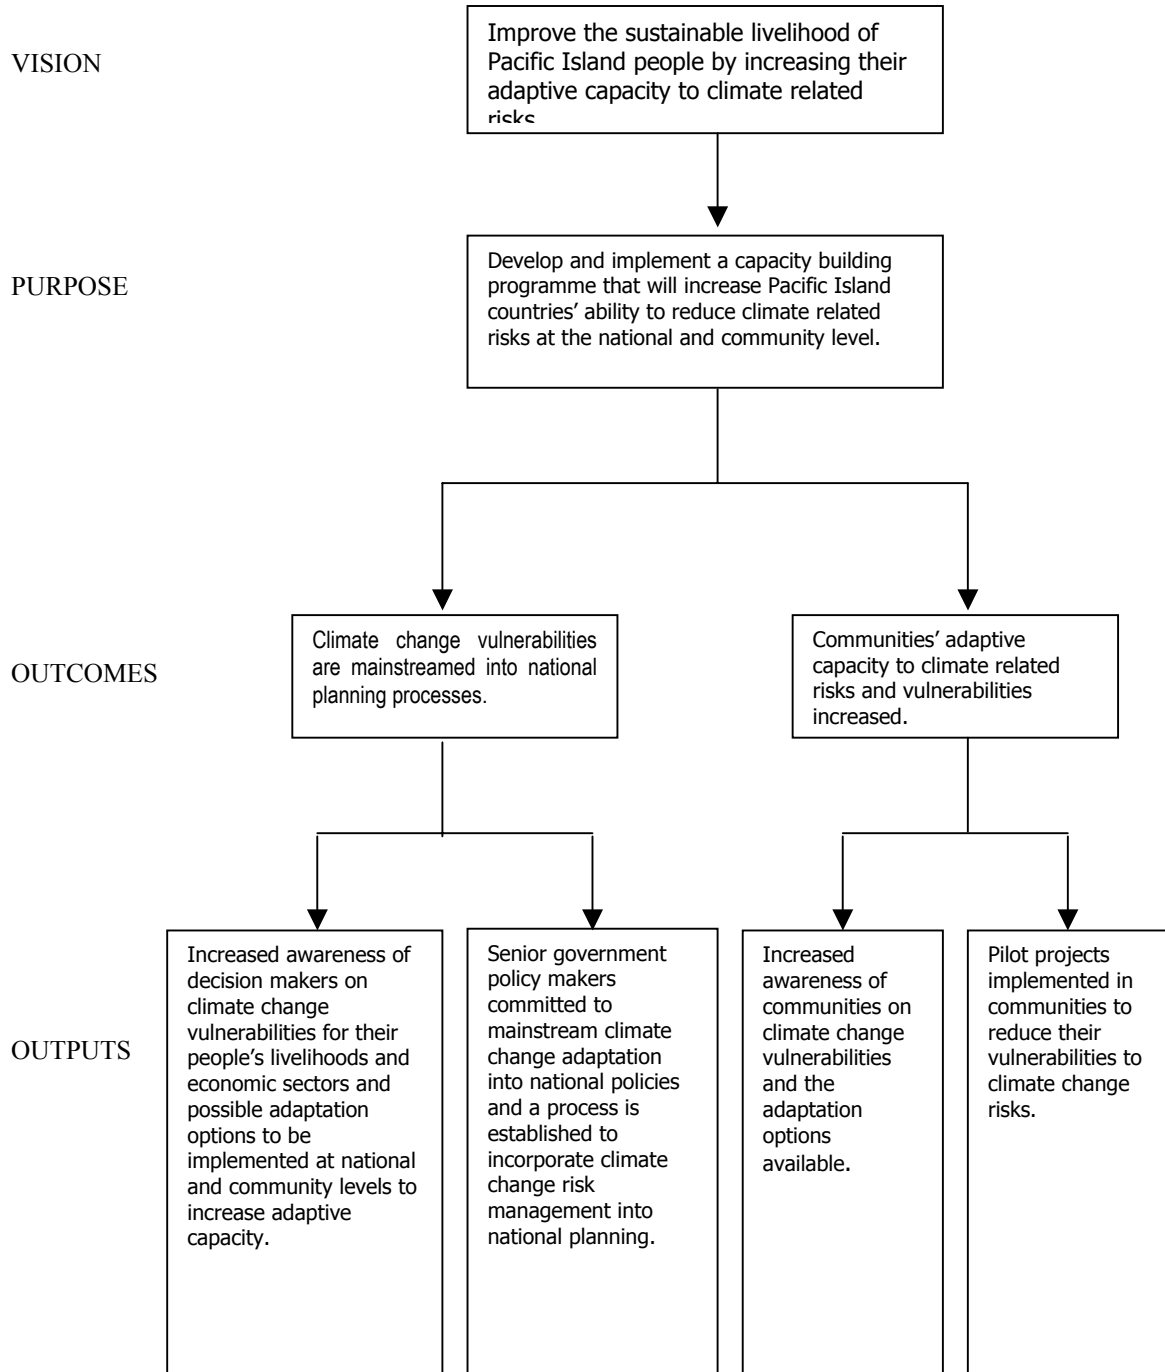 VISION
Improve the sustainable livelihood of
Pacific Island people by increasing their
adaptive capacity to climate related
risks
PURPOSE
Develop and implement a capacity building
programme that will increase Pacific Island
countries’ ability to reduce climate related
risks at the national and community level.
OUTCOMES
Climate change vulnerabilities
are mainstreamed into national
planning processes.
Communities’ adaptive
capacity to climate related
risks and vulnerabilities
increased.
OUTPUTS
Increased awareness of
decision makers on
climate change
vulnerabilities for their
people’s livelihoods and
economic sectors and
possible adaptation
options to be
implemented at national
and community levels to
increase adaptive
capacity.
Senior government
policy makers
committed to
mainstream climate
change adaptation
into national policies
and a process is
established to
incorporate climate
change risk
management into
national planning.
Increased
awareness of
communities on
climate change
vulnerabilities
and the
adaptation
options
available.
Pilot projects
implemented in
communities to
reduce their
vulnerabilities to
climate change
risks.